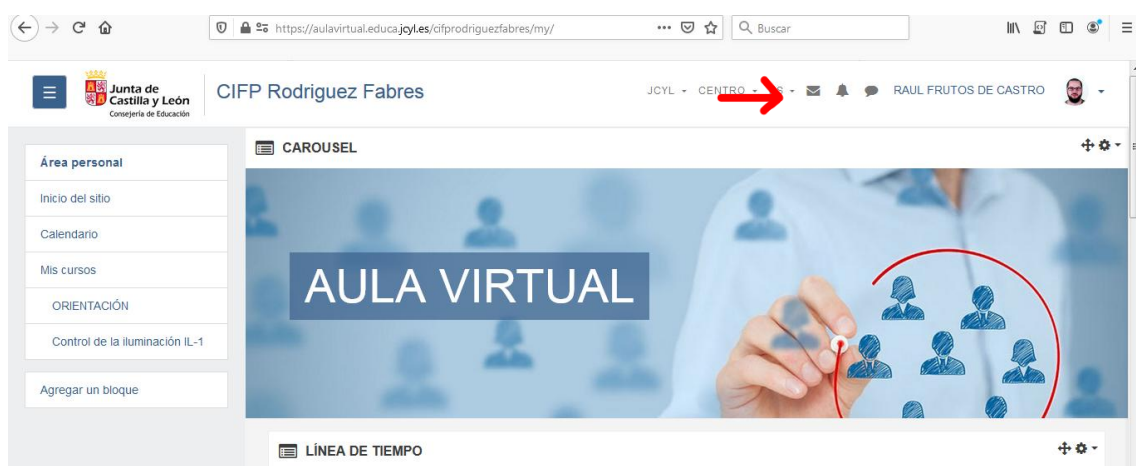 https://aulavirtual.educa.jcyl.es/cifprodriguezfabres/my/
Buscar
Junta de
Castilla y León
Consejería de Educación
CIFP Rodriguez Fabres
JCYL CENTRO
RAUL FRUTOS DE CASTRO
Área personal
Inicio del sitio
Calendario
Mis cursos
ORIENTACIÓN
Control de la iluminación IL-1
Agregar un bloque
CAROUSEL
AULA VIRTUAL
LÍNEA DE TIEMPO